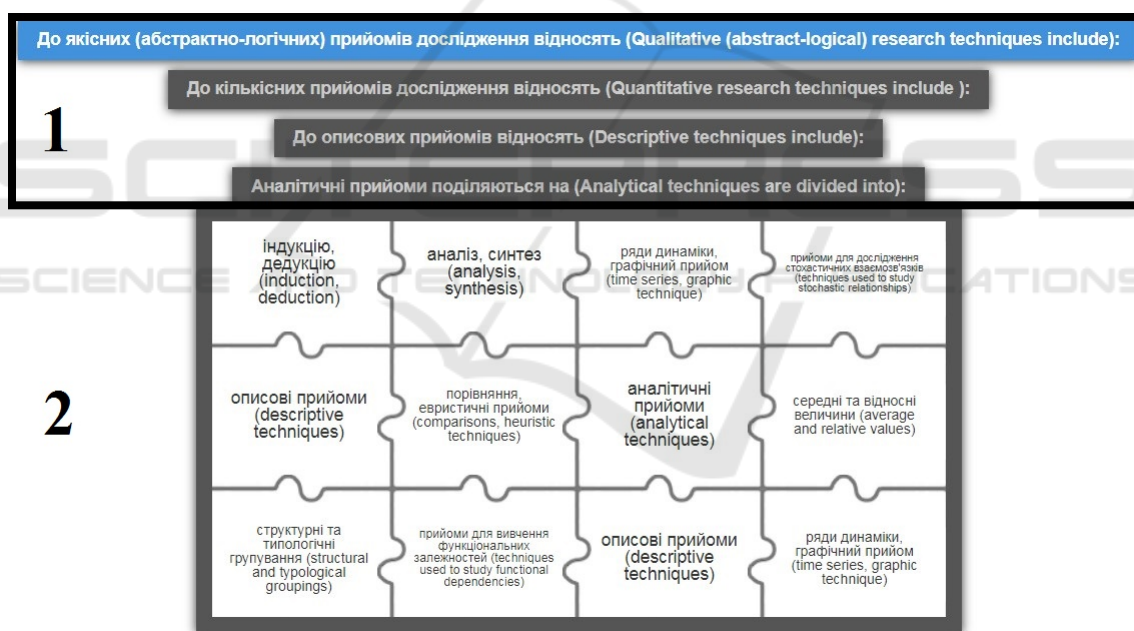 До якісних (абстрактно-логічних) прийомів дослідження відносять (Qualitative (abstract-logical) research techniques include):
До кількісних прийомів дослідження відносять (Quantitative research techniques include ):
1
До описових прийомів відносять (Descriptive techniques include):
Аналітичні прийоми поділяються на (Analytical techniques are divided into):
SCITEPRESS
SCIENCE AND TECHNOLOGY PUBLICATIONS
індукцію,
дедукцію
(induction,
deduction)
аналіз, синтез
(analysis,
synthesis)
ряди динаміки,
графічний прийом
(time series, graphic
technique)
прийоми для дослідження
стохастичних взаємозв'язків
(techniques used to study
stochastic relationships)
2
описові прийоми
(descriptive
techniques)
порівняння,
евристичні прийоми
(comparisons, heuristic
techniques)
аналітичні
прийоми
(analytical
techniques)
середні та відносні
величини (average
and relative values)
структурні та
типологічні
групування (structural
and typological
groupings)
прийоми для вивчення
функціональних
залежностей (techniques
used to study functional
dependencies)
описові прийоми
(descriptive
techniques)
ряди динаміки,
графічний прийом
(time series, graphic
technique)